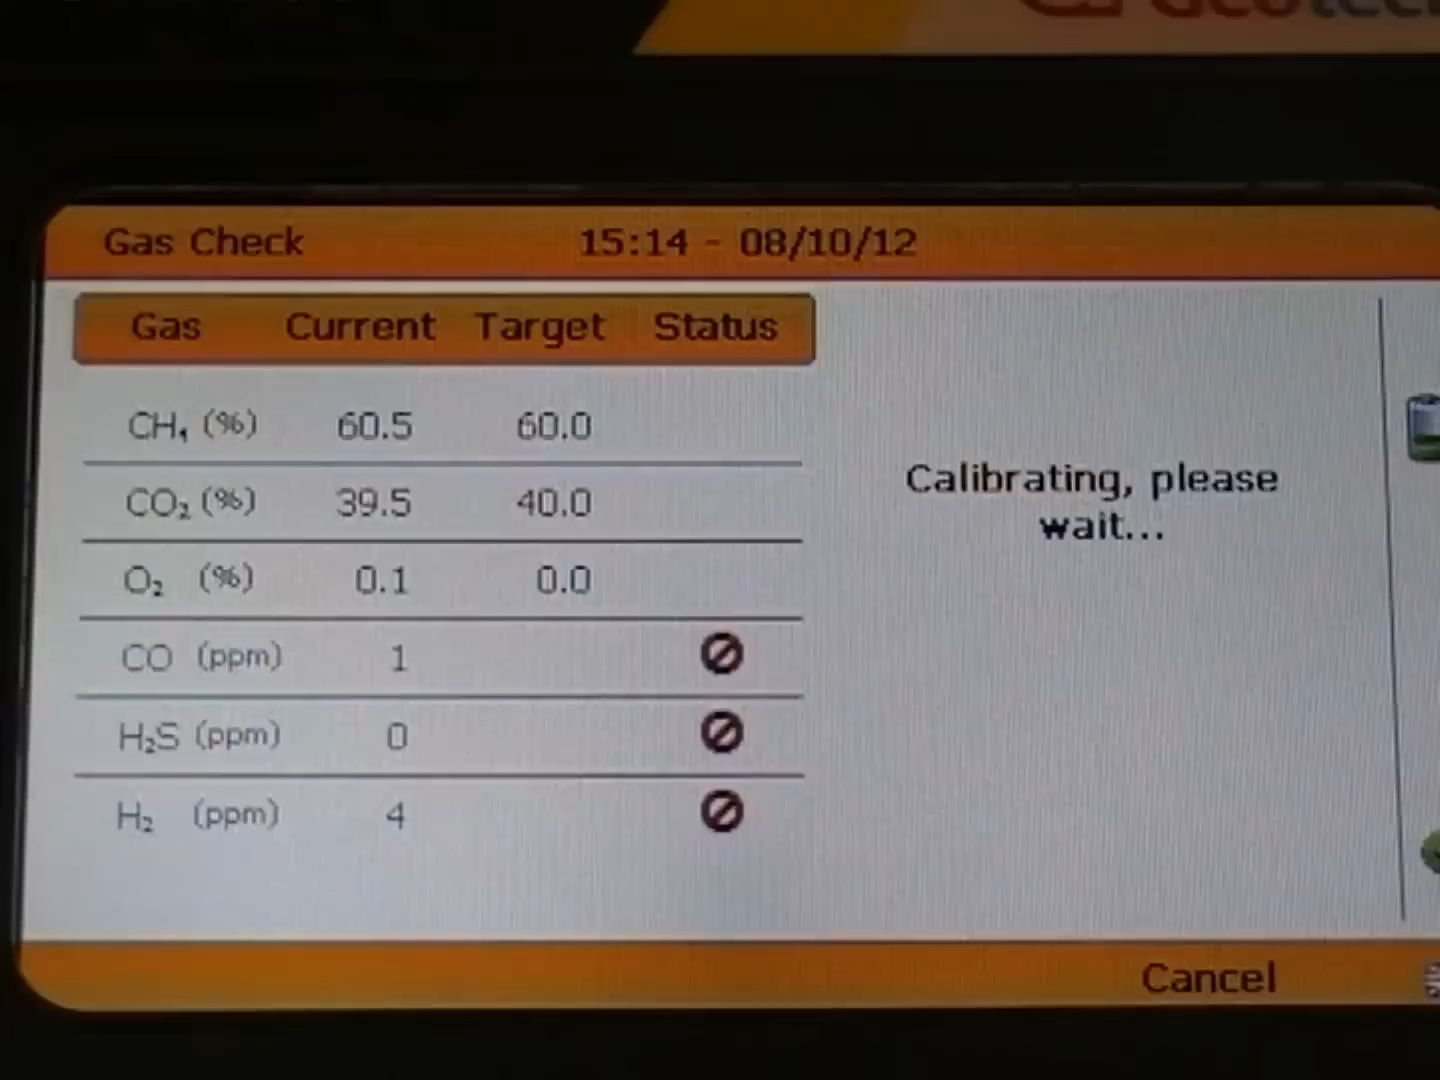 Gas Check 15:14 - 08/10/12
Gas Current Target Status
CH₄ (%) 60.5 60.0
CO₂ (%) 39.5 40.0
O₂ (%) 0.1 0.0
CO (ppm) 1
H₂S (ppm) 0
H₂ (ppm) 4
Calibrating, please
wait...
Cancel